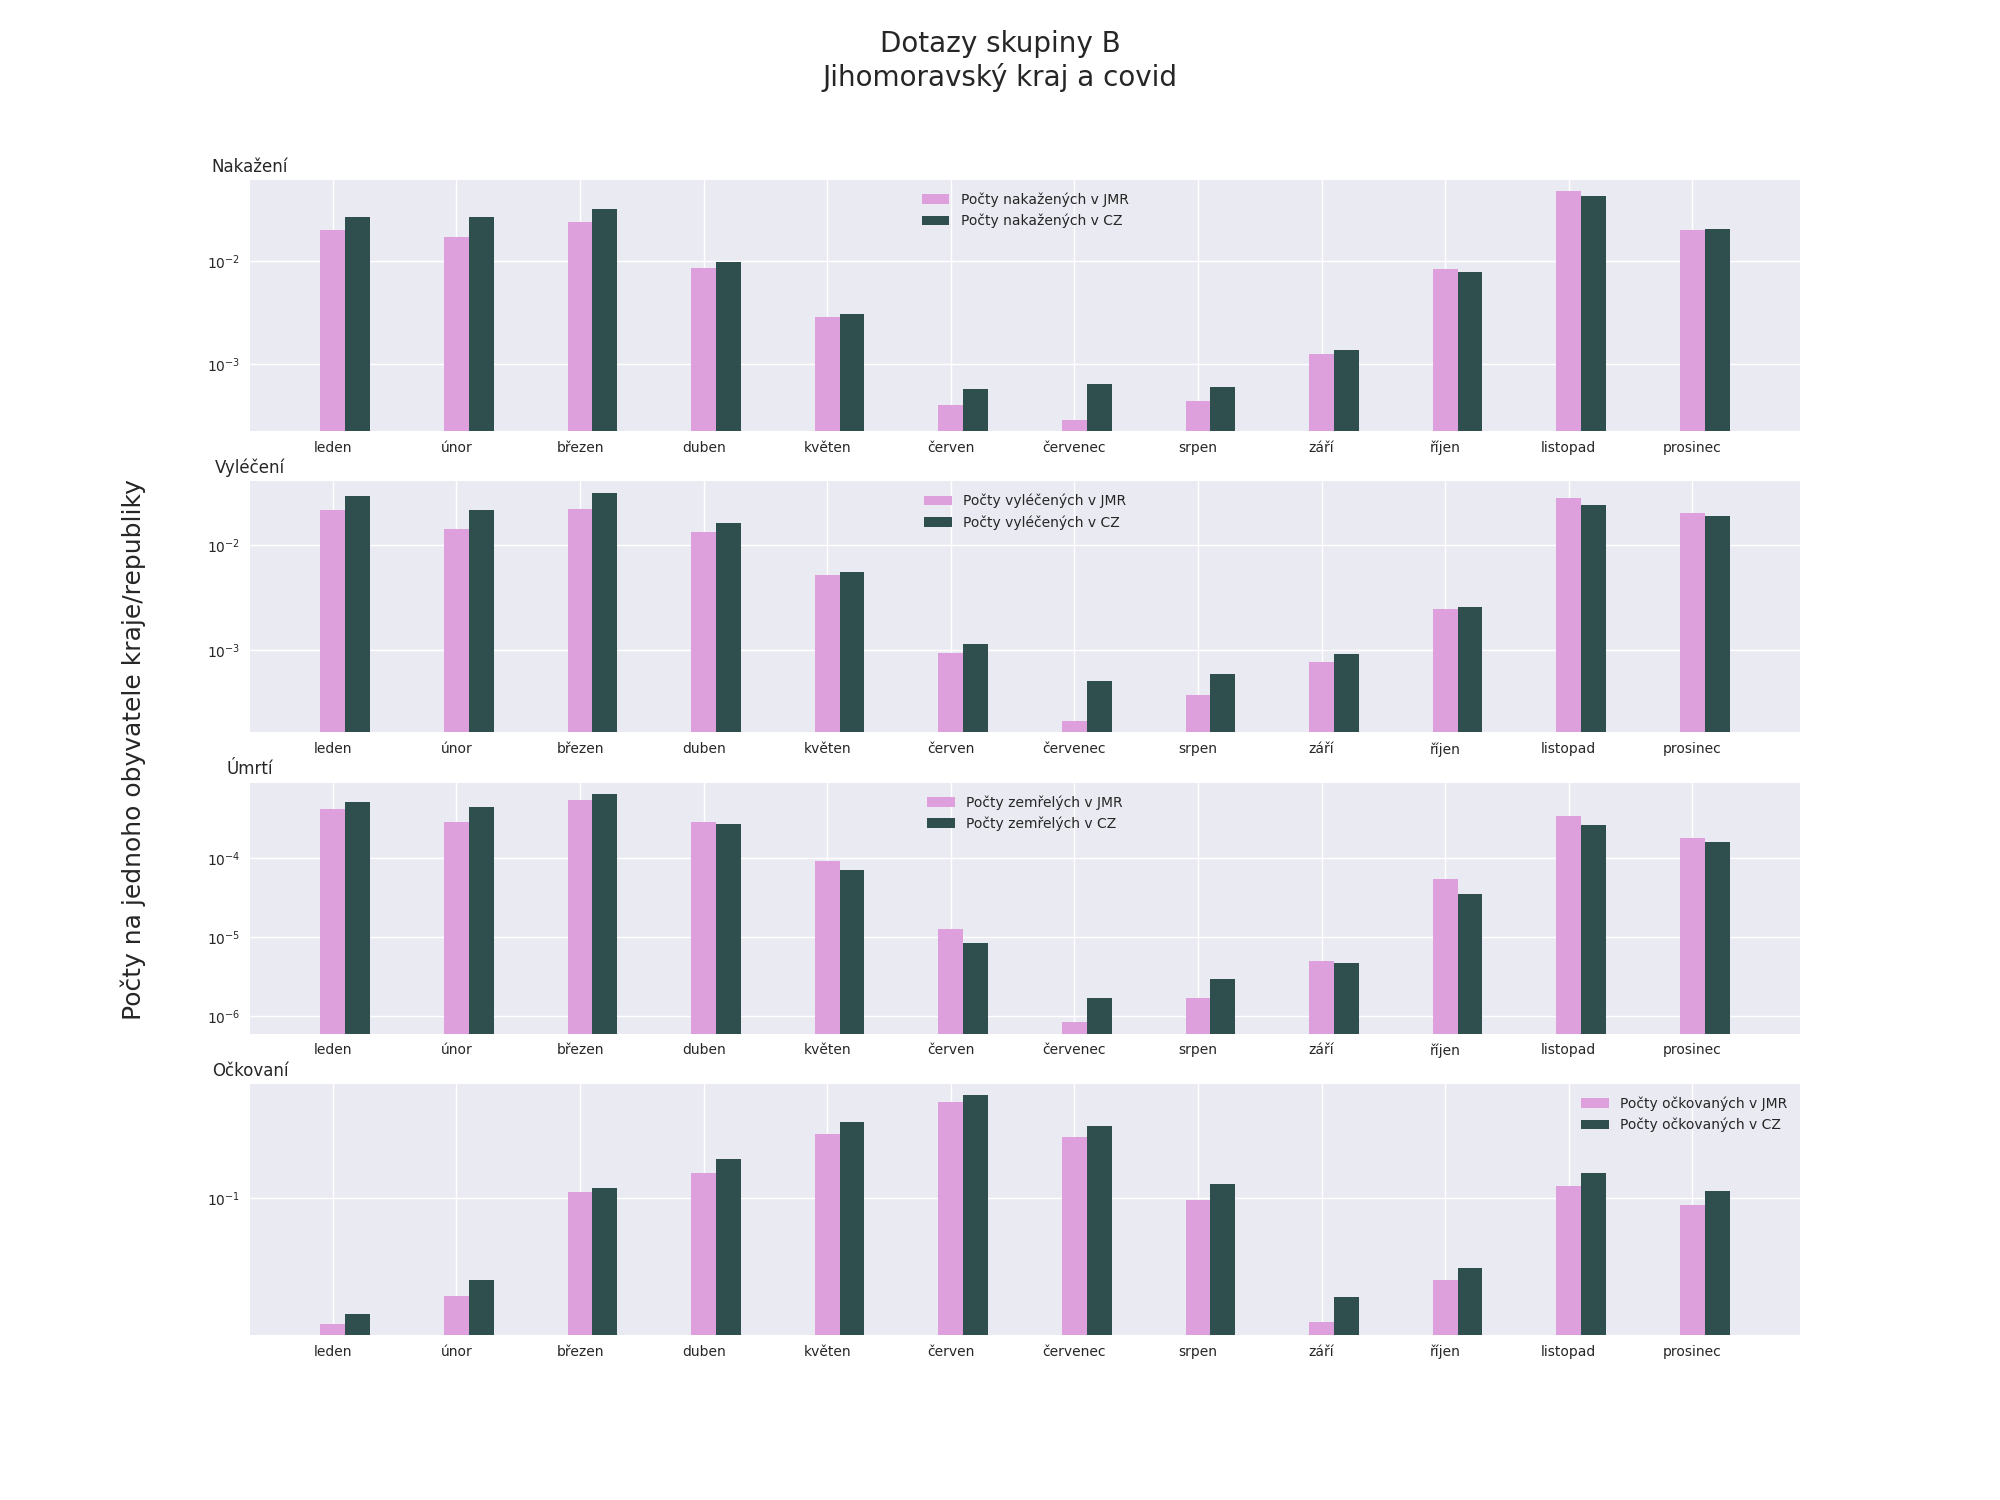 Dotazy skupiny B
Jihomoravský kraj a covid
Počty na jednoho obyvatele kraje/republiky
Nakažení
Počty nakažených v JMR
Počty nakažených v CZ
10⁻²
10⁻³
leden únor březen duben květen červen červenec srpen září říjen listopad prosinec
Vyléčení
Počty vyléčených v JMR
Počty vyléčených v CZ
10⁻²
10⁻³
leden únor březen duben květen červen červenec srpen září říjen listopad prosinec
Úmrtí
Počty zemřelých v JMR
Počty zemřelých v CZ
10⁻⁴
10⁻⁵
10⁻⁶
leden únor březen duben květen červen červenec srpen září říjen listopad prosinec
Očkovaní
Počty očkovaných v JMR
Počty očkovaných v CZ
10⁻¹
leden únor březen duben květen červen červenec srpen září říjen listopad prosinec